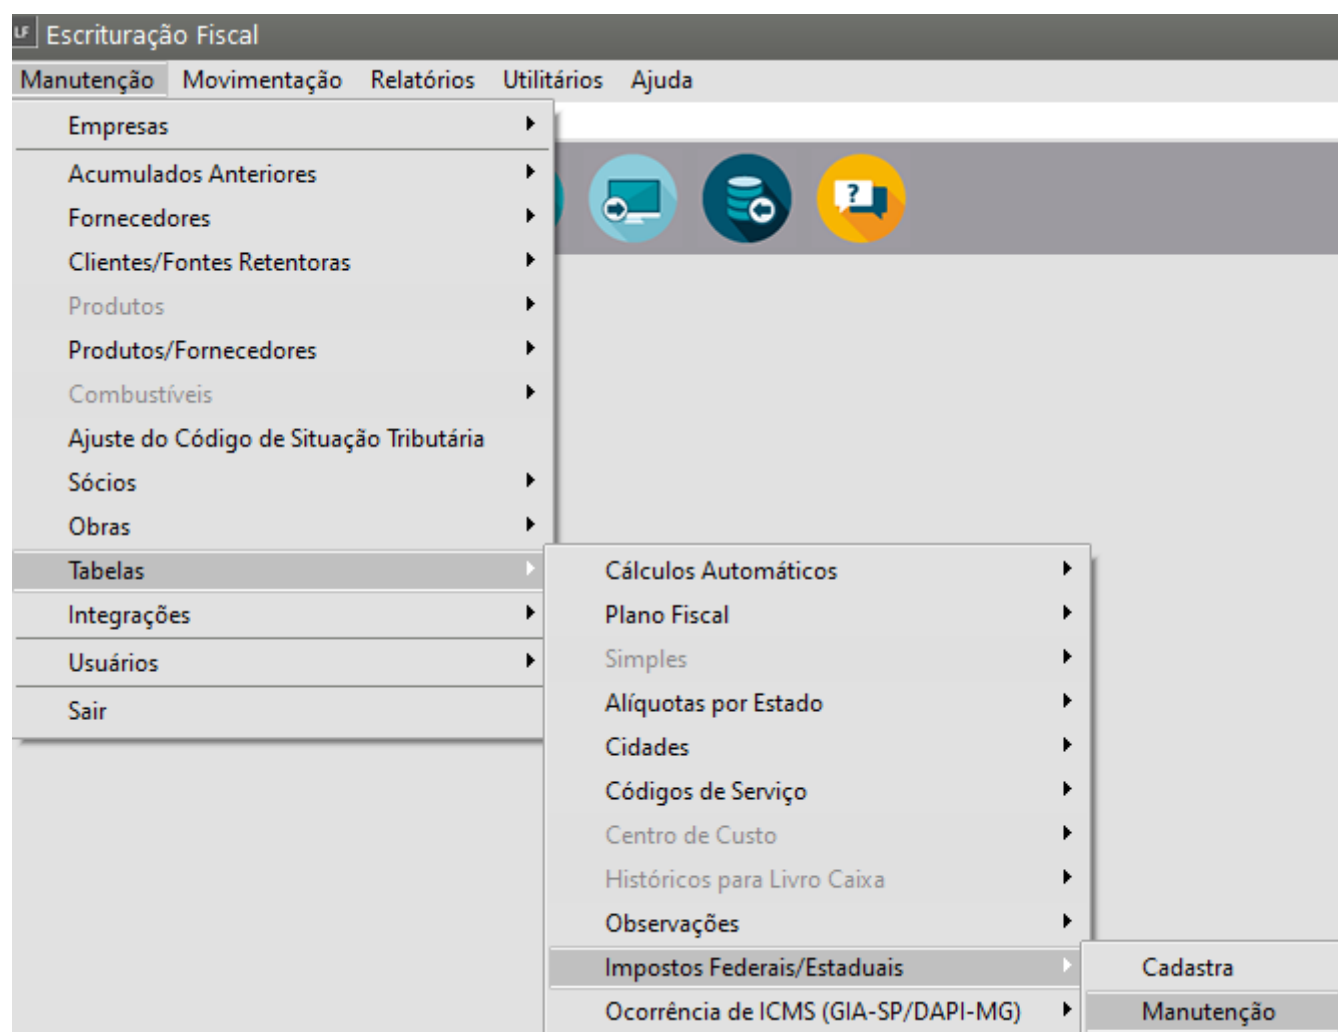 LF Escrituração Fiscal
Manutenção Movimentação Relatórios Utilitários Ajuda
Empresas
Acumulados Anteriores
Fornecedores
Clientes/Fontes Retentoras
Produtos
Produtos/Fornecedores
Combustíveis
Ajuste do Código de Situação Tributária
Sócios
Obras
Tabelas
Integrações
Usuários
Sair
Cálculos Automáticos
Plano Fiscal
Simples
Alíquotas por Estado
Cidades
Códigos de Serviço
Centro de Custo
Históricos para Livro Caixa
Observações
Impostos Federais/Estaduais
Ocorrência de ICMS (GIA-SP/DAPI-MG)
Cadastra
Manutenção
?